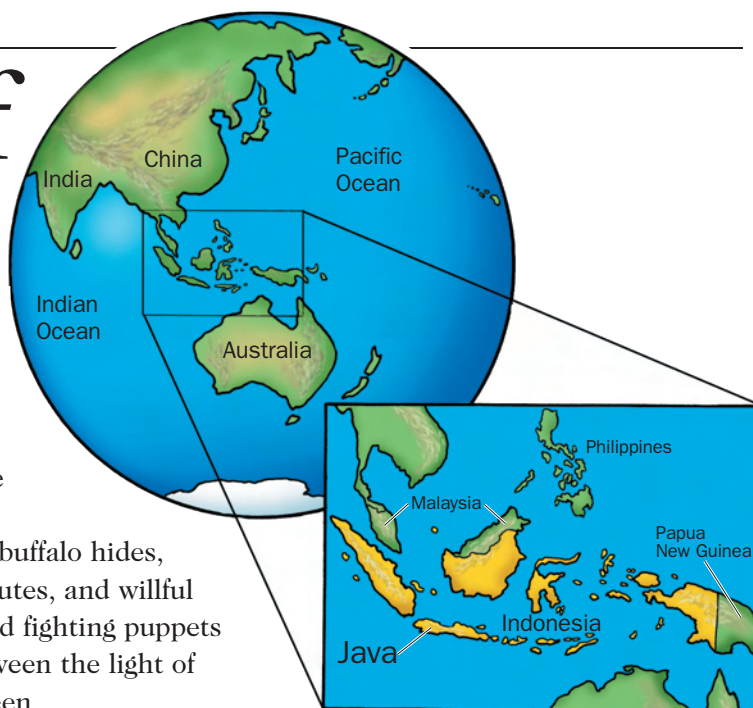 f
China
India
Pacific
Ocean
Indian
Ocean
Australia
Philippines
Malaysia
Papua
New Guinea
Indonesia
Java
e
buffalo hides,
utes, and willful
d fighting puppets
ween the light of
een